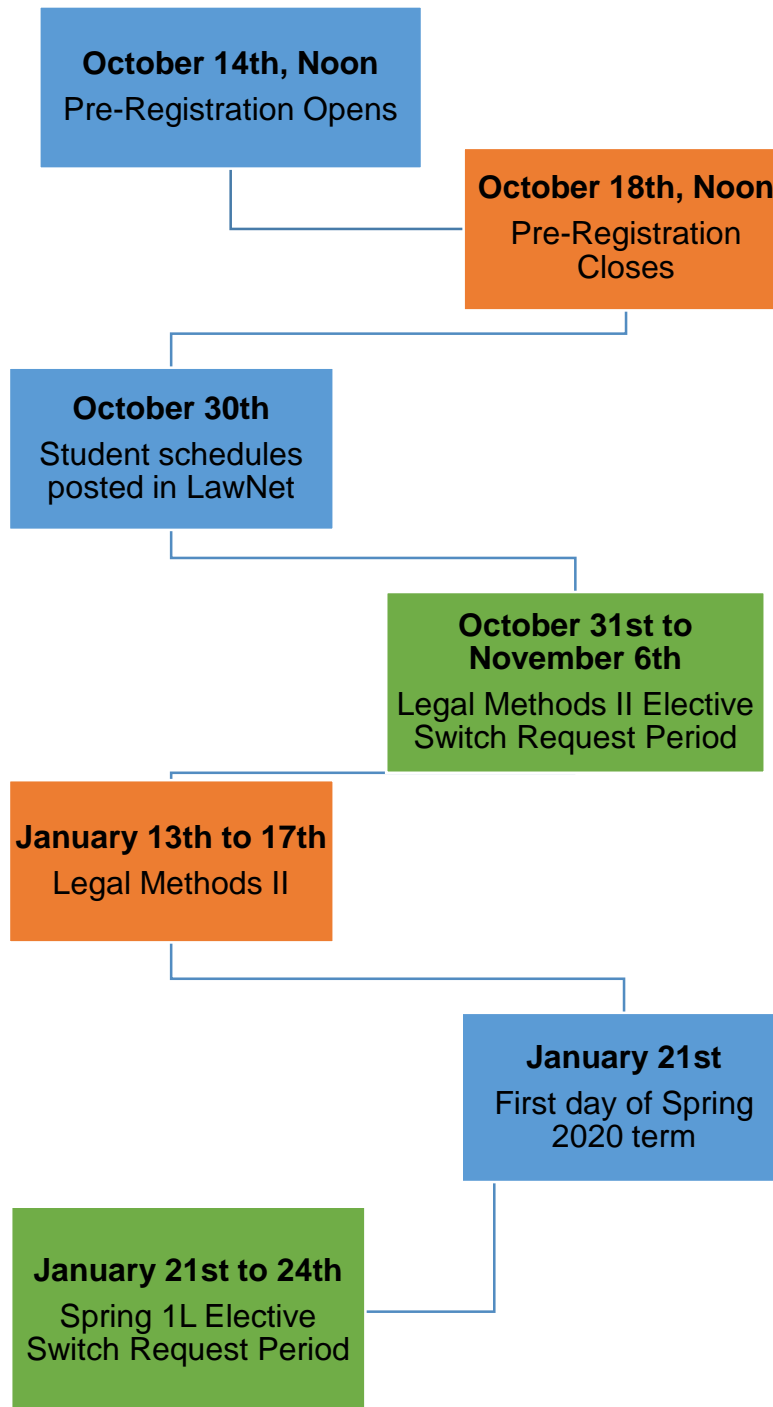 October 14th, Noon
Pre-Registration Opens
October 18th, Noon
Pre-Registration
Closes
October 30th
Student schedules
posted in LawNet
October 31st to
November 6th
Legal Methods II Elective
Switch Request Period
January 13th to 17th
Legal Methods II
January 21st
First day of Spring
2020 term
January 21st to 24th
Spring 1L Elective
Switch Request Period